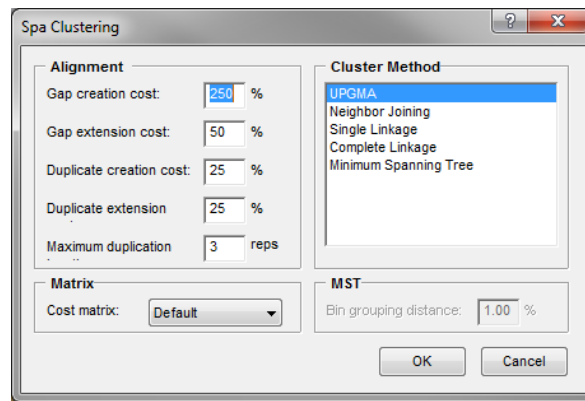 Spa Clustering
Alignment
Gap creation cost: 250 %
Gap extension cost: 50 %
Duplicate creation cost: 25 %
Duplicate extension 25 %
Maximum duplication 3 reps
Matrix
Cost matrix: Default
Cluster Method
UPGMA
Neighbor Joining
Single Linkage
Complete Linkage
Minimum Spanning Tree
MST
Bin grouping distance: 1.00 %
OK Cancel